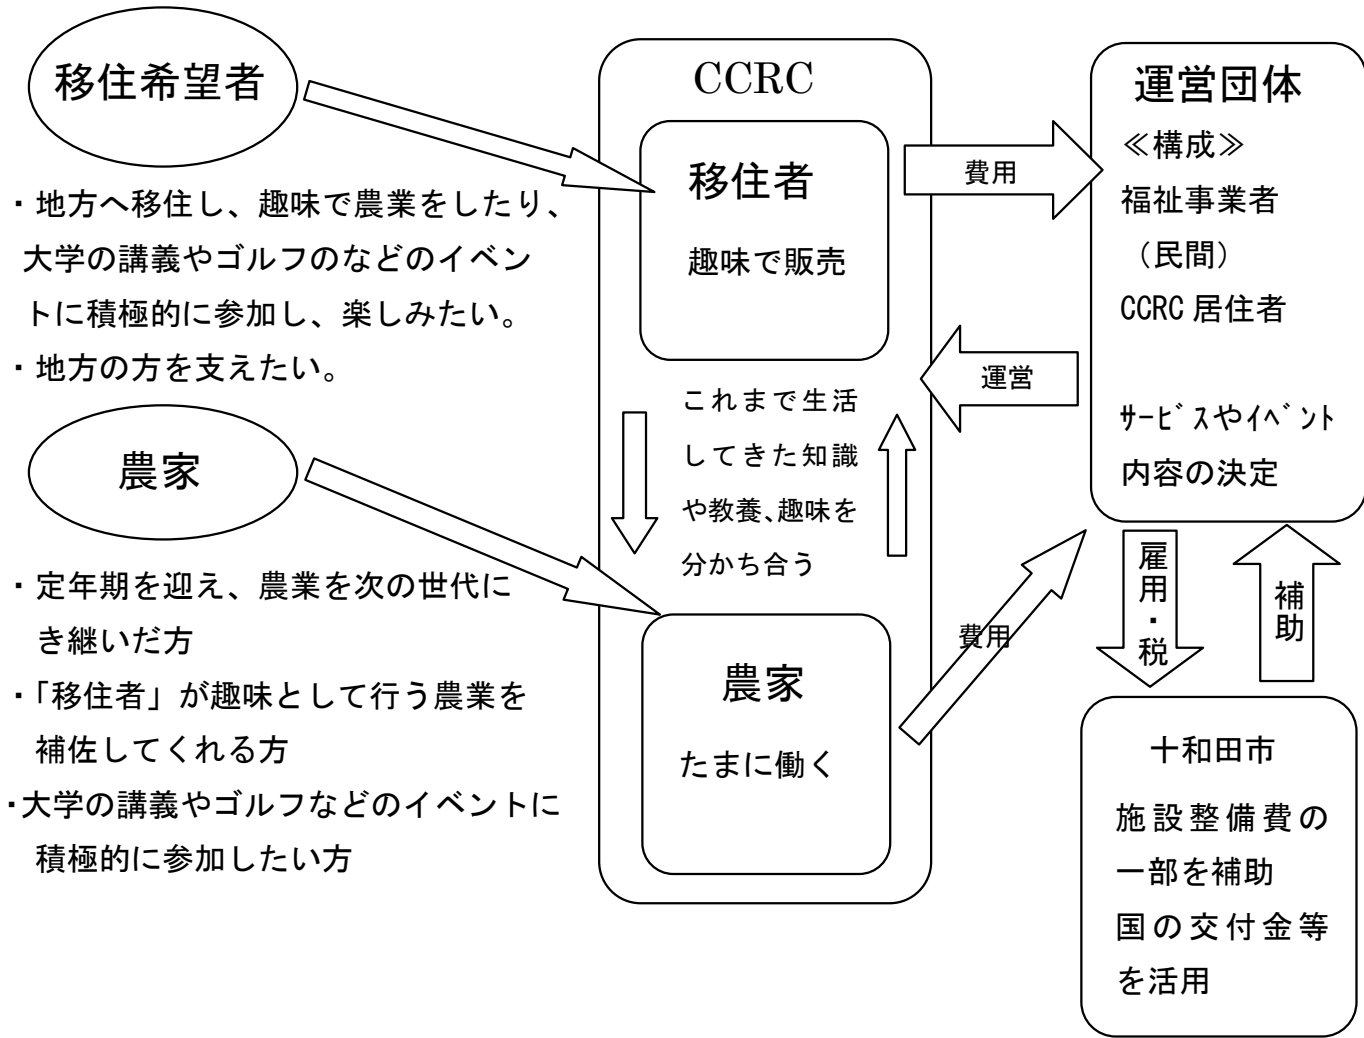 移住希望者
・地方へ移住し、趣味で農業をしたり、
大学の講義やゴルフのなどのイベン
トに積極的に参加し、楽しみたい。
・地方の方を支えたい。
農家
・定年期を迎え、農業を次の世代に
き継いだ方
・「移住者」が趣味として行う農業を
補佐してくれる方
・大学の講義やゴルフなどのイベントに
積極的に参加したい方
CCRC
移住者
趣味で販売
これまで生活
してきた知識
や教養、趣味を
分かち合う
農家
たまに働く
費用
運営
費用
運営団体
≪構成≫
福祉事業者
（民間）
CCRC 居住者
ｻｰﾋﾞｽやｲﾍﾞﾝﾄ
内容の決定
雇用・税
補助
十和田市
施設整備費の
一部を補助
国の交付金等
を活用